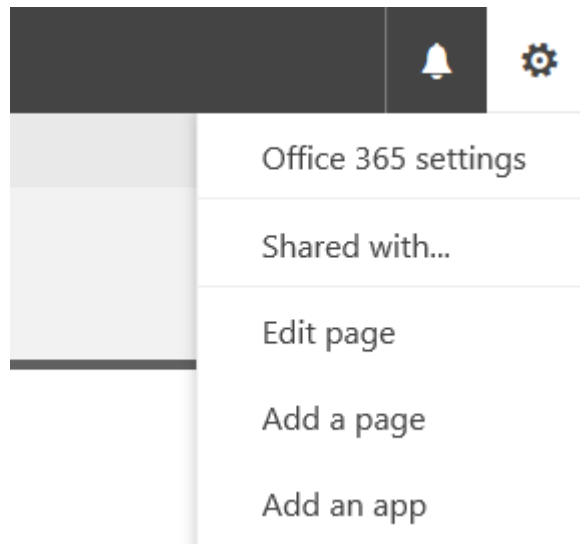 Office 365 settings
Shared with...
Edit page
Add a page
Add an app